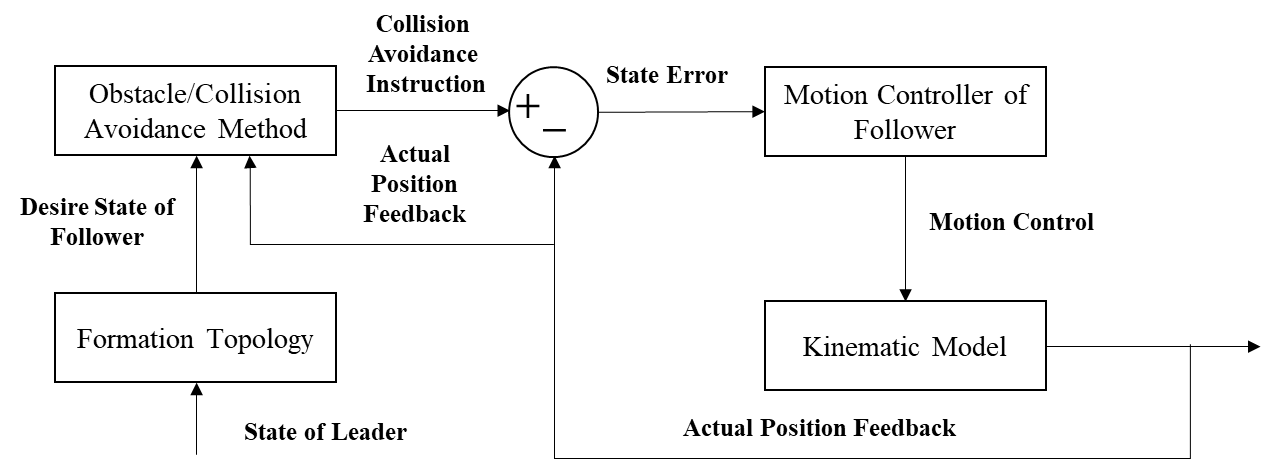 Collision
Avoidance
Instruction
Obstacle/Collision
Avoidance Method
+
−
State Error
Motion Controller of
Follower
Actual
Position
Feedback
Desire State of
Follower
Motion Control
Formation Topology
Kinematic Model
State of Leader
Actual Position Feedback